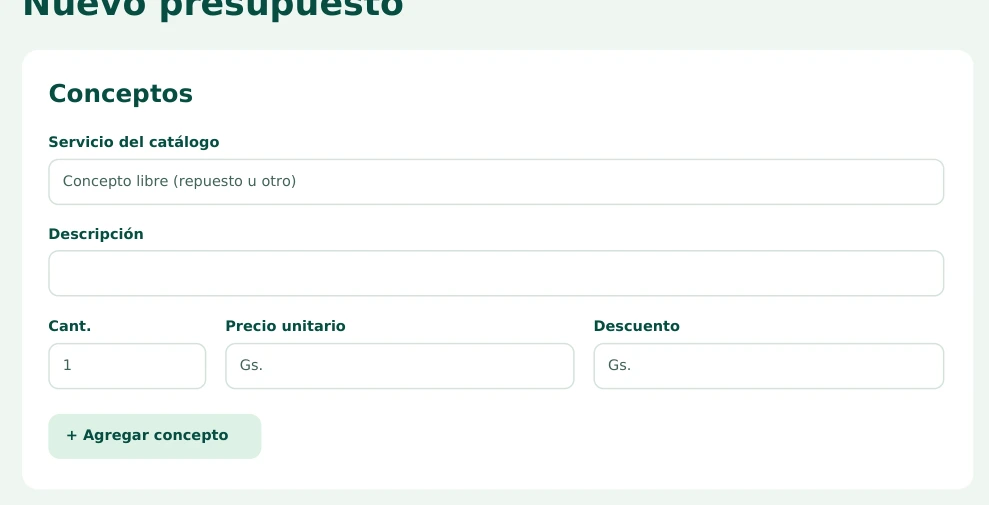 Nuevo presupuesto
Conceptos
Servicio del catálogo
Concepto libre (repuesto u otro)
Descripción
Cant. Precio unitario Descuento
1 Gs. Gs.
+ Agregar concepto